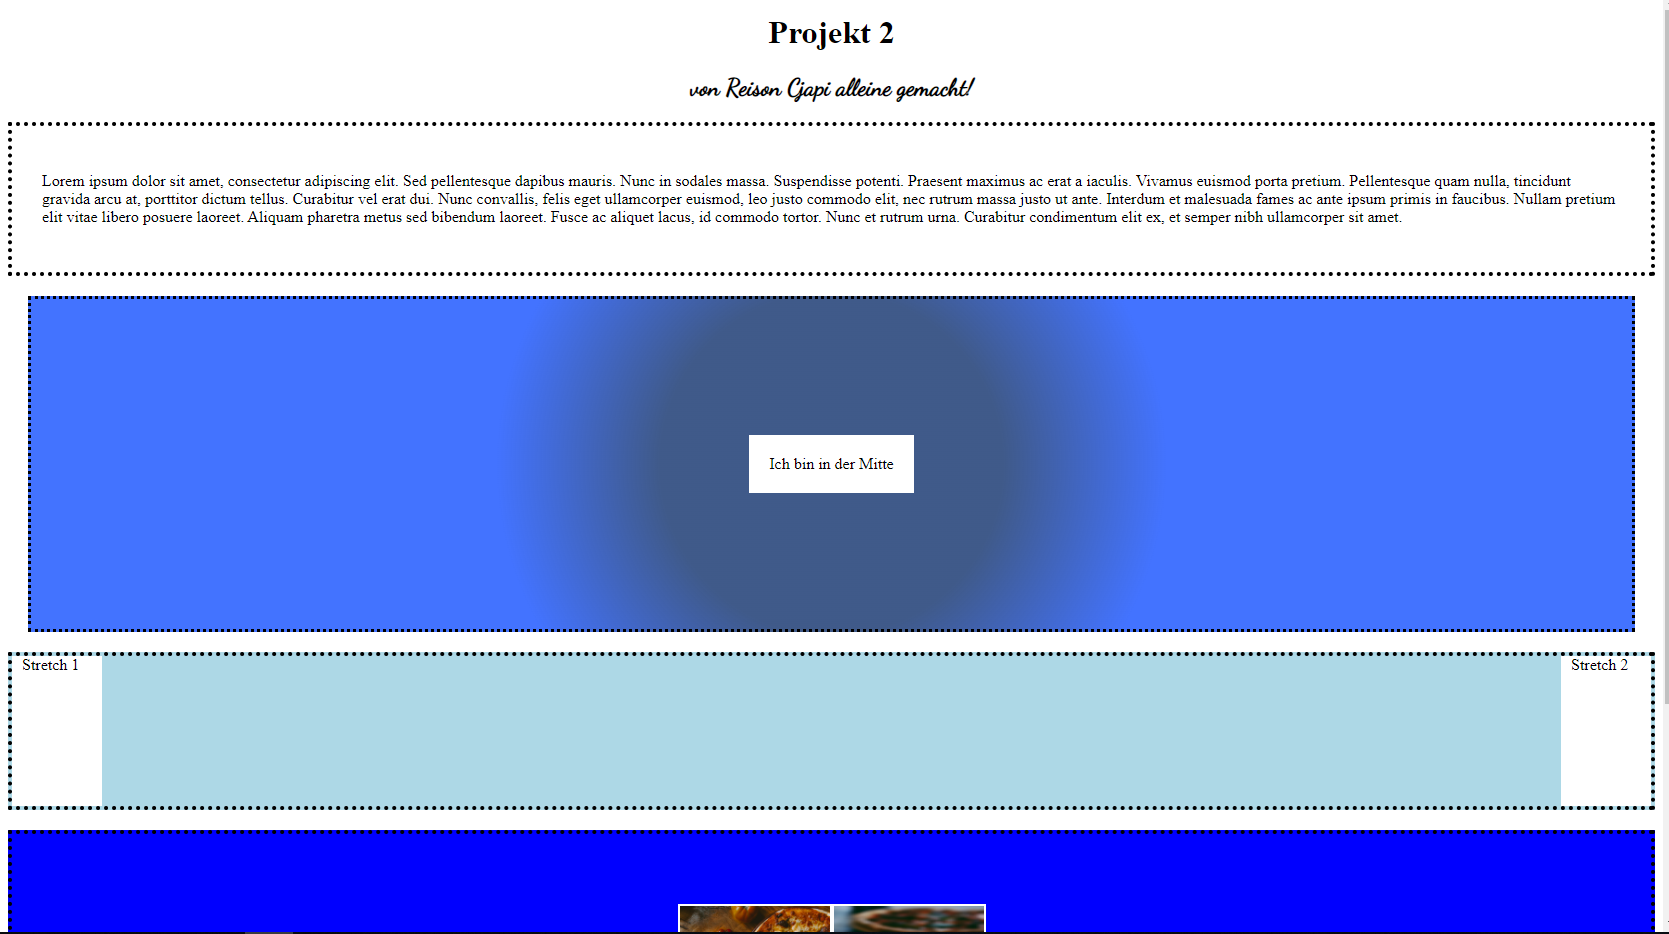 Projekt 2
von Reison Gjapi alleine gemacht!
Lorem ipsum dolor sit amet, consectetur adipiscing elit. Sed pellentesque dapibus mauris. Nunc in sodales massa. Suspendisse potenti. Praesent maximus ac erat a iaculis. Vivamus euismod porta pretium. Pellentesque quam nulla, tincidunt
gravida arcu at, porttitor dictum tellus. Curabitur vel erat dui. Nunc convallis, felis eget ullamcorper euismod, leo justo commodo elit, nec rutrum massa justo ut ante. Interdum et malesuada fames ac ante ipsum primis in faucibus. Nullam pretium
elit vitae libero posuere laoreet. Aliquam pharetra metus sed bibendum laoreet. Fusce ac aliquet lacus, id commodo tortor. Nunc et rutrum urna. Curabitur condimentum elit ex, et semper nibh ullamcorper sit amet.
Ich bin in der Mitte
Stretch 1
Stretch 2